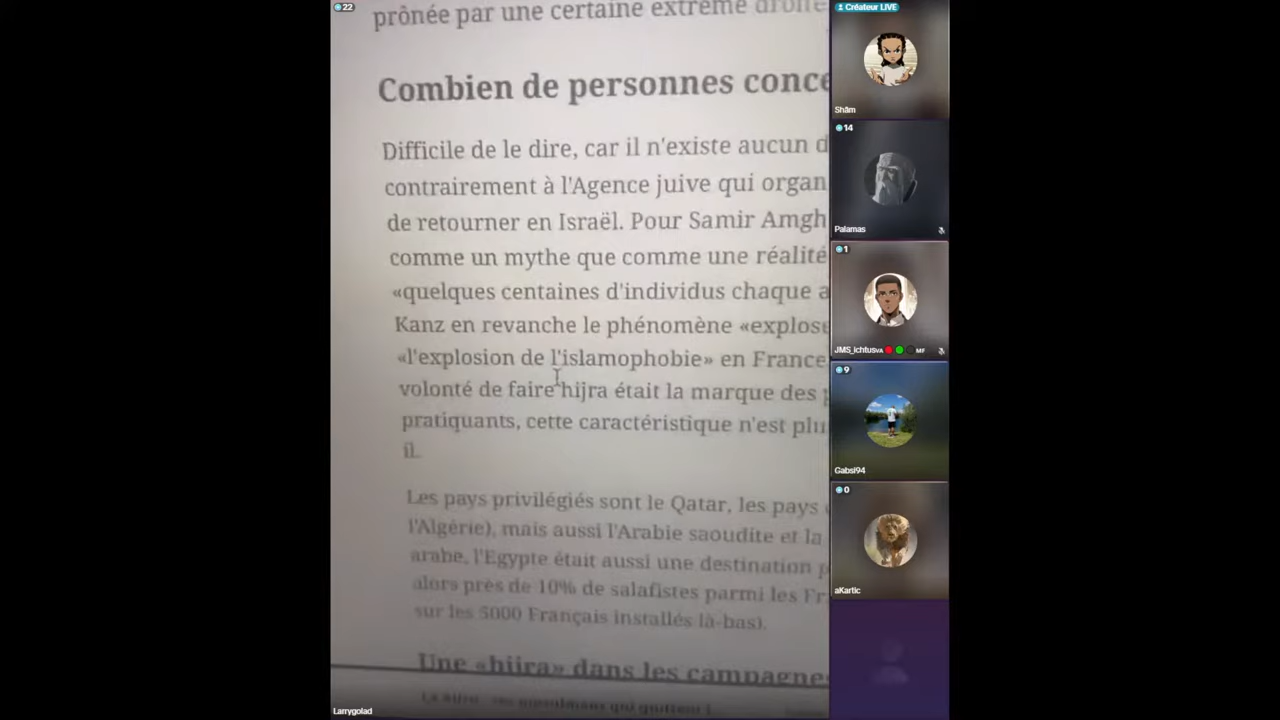 22
prônée par une certaine extrême droite
Combien de personnes conce
Difficile de le dire, car il n'existe aucun d
contrairement à l'Agence juive qui organ
de retourner en Israël. Pour Samir Amgh
comme un mythe que comme une réalité
«quelques centaines d'individus chaque a
Kanz en revanche le phénomène «explose
«l'explosion de l'islamophobie» en France
volonté de faire hijra était la marque des p
pratiquants, cette caractéristique n'est plu
il.
Les pays privilégiés sont le Qatar, les pays
l'Algérie), mais aussi l'Arabie saoudite et la
arabe, l'Egypte était aussi une destination p
alors près de 10% de salafistes parmi les Fr
sur les 5000 Français installés là-bas).
Une «hijra» dans les campagne
musulmans qui quittent
Larrygolad
Créateur LIVE
Shâm
14
Palamas
1
JMS_ichtusVA MF
9
Gabsi94
0
aKartic